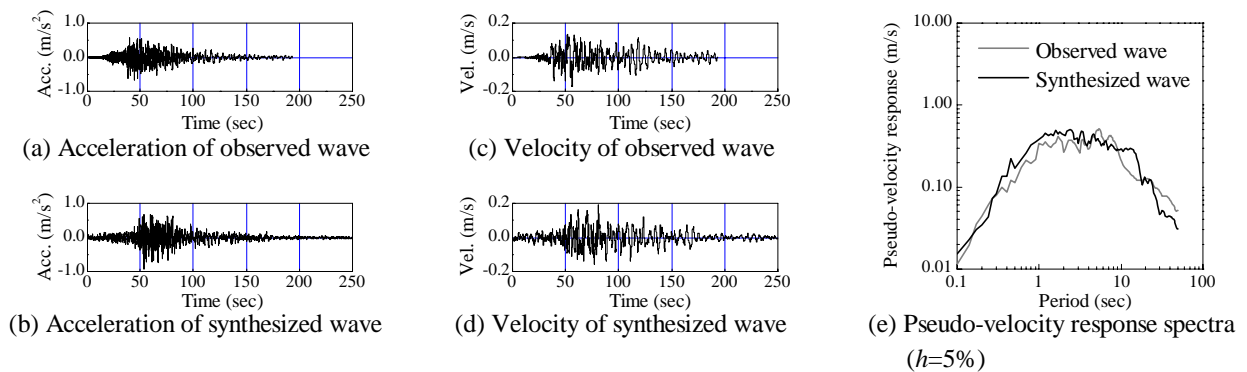 Acc. (m/s²)
1.0
0.0
-1.0
0 50 100 150 200 250
Time (sec)
(a) Acceleration of observed wave
Acc. (m/s²)
1.0
0.0
-1.0
0 50 100 150 200 250
Time (sec)
(b) Acceleration of synthesized wave
Vel. (m/s)
0.2
0.0
-0.2
0 50 100 150 200 250
Time (sec)
(c) Velocity of observed wave
Vel. (m/s)
0.2
0.0
-0.2
0 50 100 150 200 250
Time (sec)
(d) Velocity of synthesized wave
Pseudo-velocity response (m/s)
10.00
1.00
0.10
0.01
Observed wave
Synthesized wave
0.1 1 10 100
Period (sec)
(e) Pseudo-velocity response spectra
(h=5%)